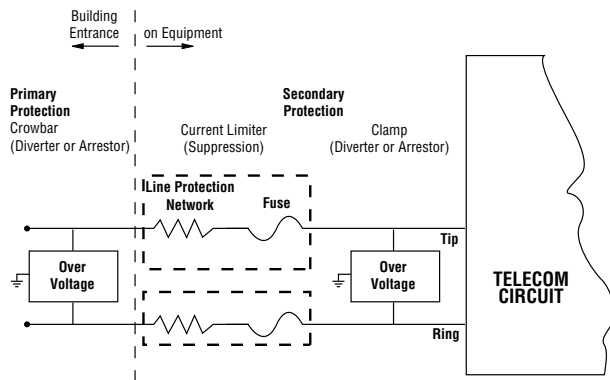 Building
Entrance
on Equipment
Primary
Protection
Crowbar
(Diverter or Arrestor)
Secondary
Protection
Current Limiter
(Suppression)
Clamp
(Diverter or Arrestor)
Line Protection
Network
Fuse
Tip
Over
Voltage
Over
Voltage
TELECOM
CIRCUIT
Ring